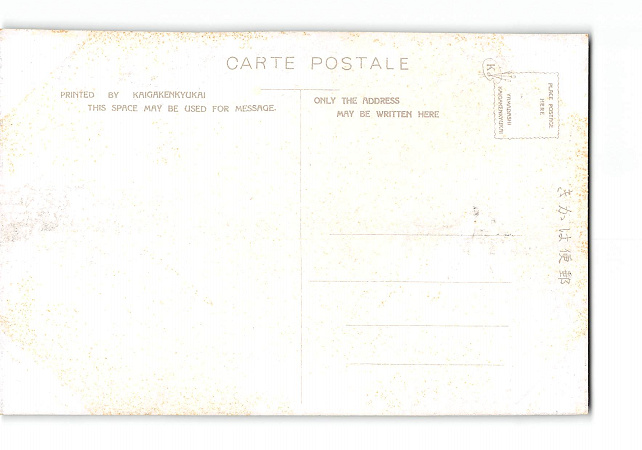 CARTE POSTALE
PRINTED BY KAIGAKENKYUKAI
THIS SPACE MAY BE USED FOR MESSAGE.
ONLY THE ADDRESS
MAY BE WRITTEN HERE
K
PLACE POSTAGE
HERE
KAIGAKENKYUKAI
きかは便郵